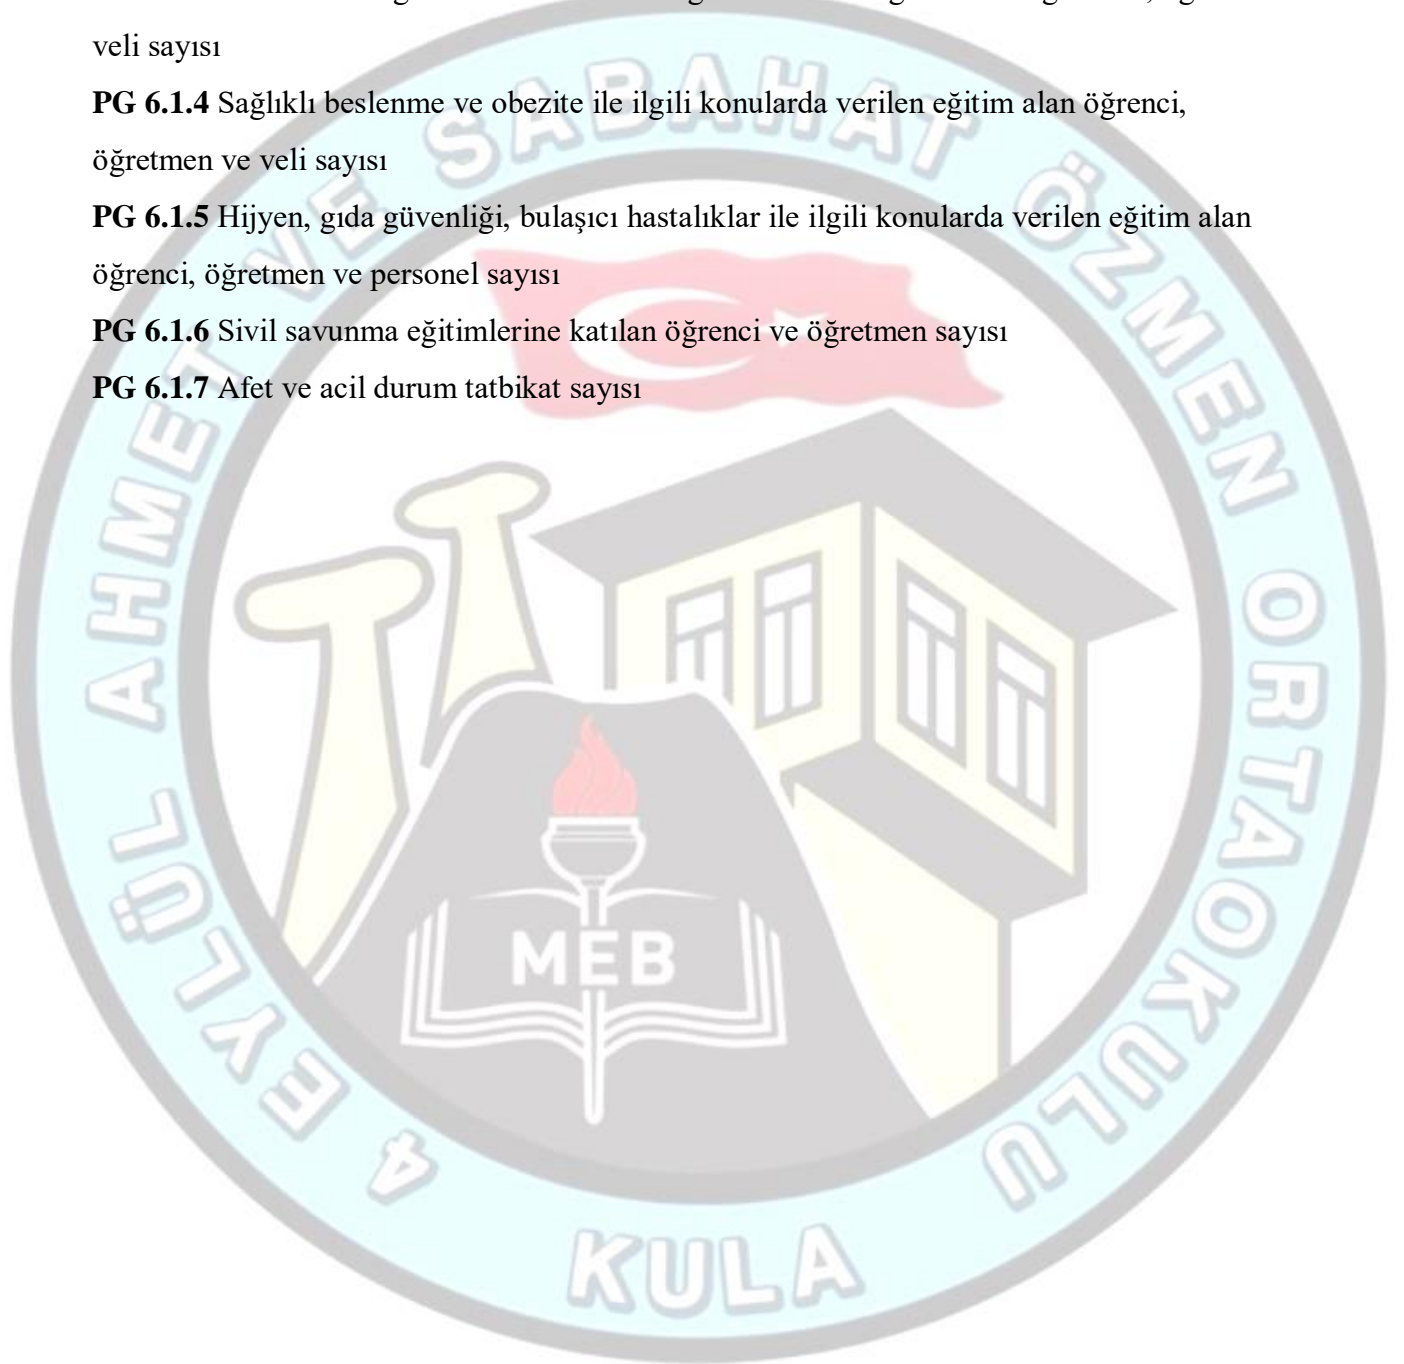 veli sayısı
PG 6.1.4 Sağlıklı beslenme ve obezite ile ilgili konularda verilen eğitim alan öğrenci,
öğretmen ve veli sayısı
PG 6.1.5 Hijyen, gıda güvenliği, bulaşıcı hastalıklar ile ilgili konularda verilen eğitim alan
öğrenci, öğretmen ve personel sayısı
PG 6.1.6 Sivil savunma eğitimlerine katılan öğrenci ve öğretmen sayısı
PG 6.1.7 Afet ve acil durum tatbikat sayısı
4 EYLÜL AHMET VE SABAHAT ÖZMEN ORTAOKULU
MEB
KULA